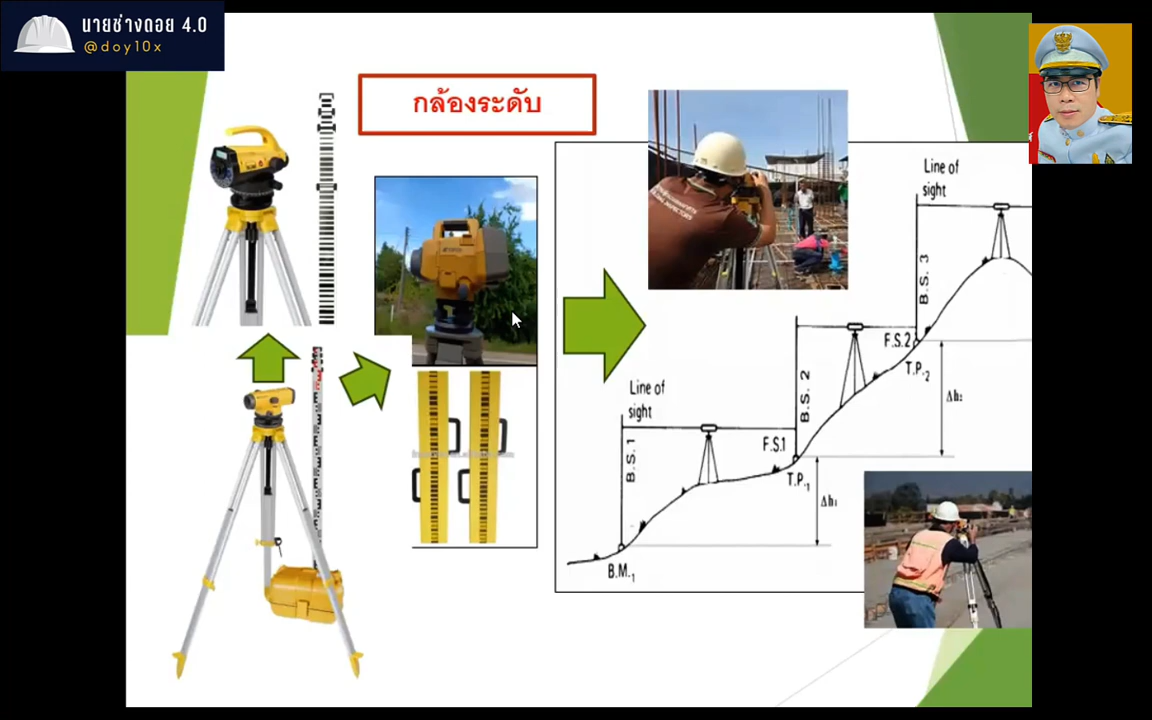 นายช่างดอย 4.0
@doy10x
กล้องระดับ
Line of
sight
B.S. 3
F.S.2
T.P.2
B.S. 2
Δh₂
Line of
sight
B.S.1
F.S.1
T.P.1
Δh₁
B.M.1